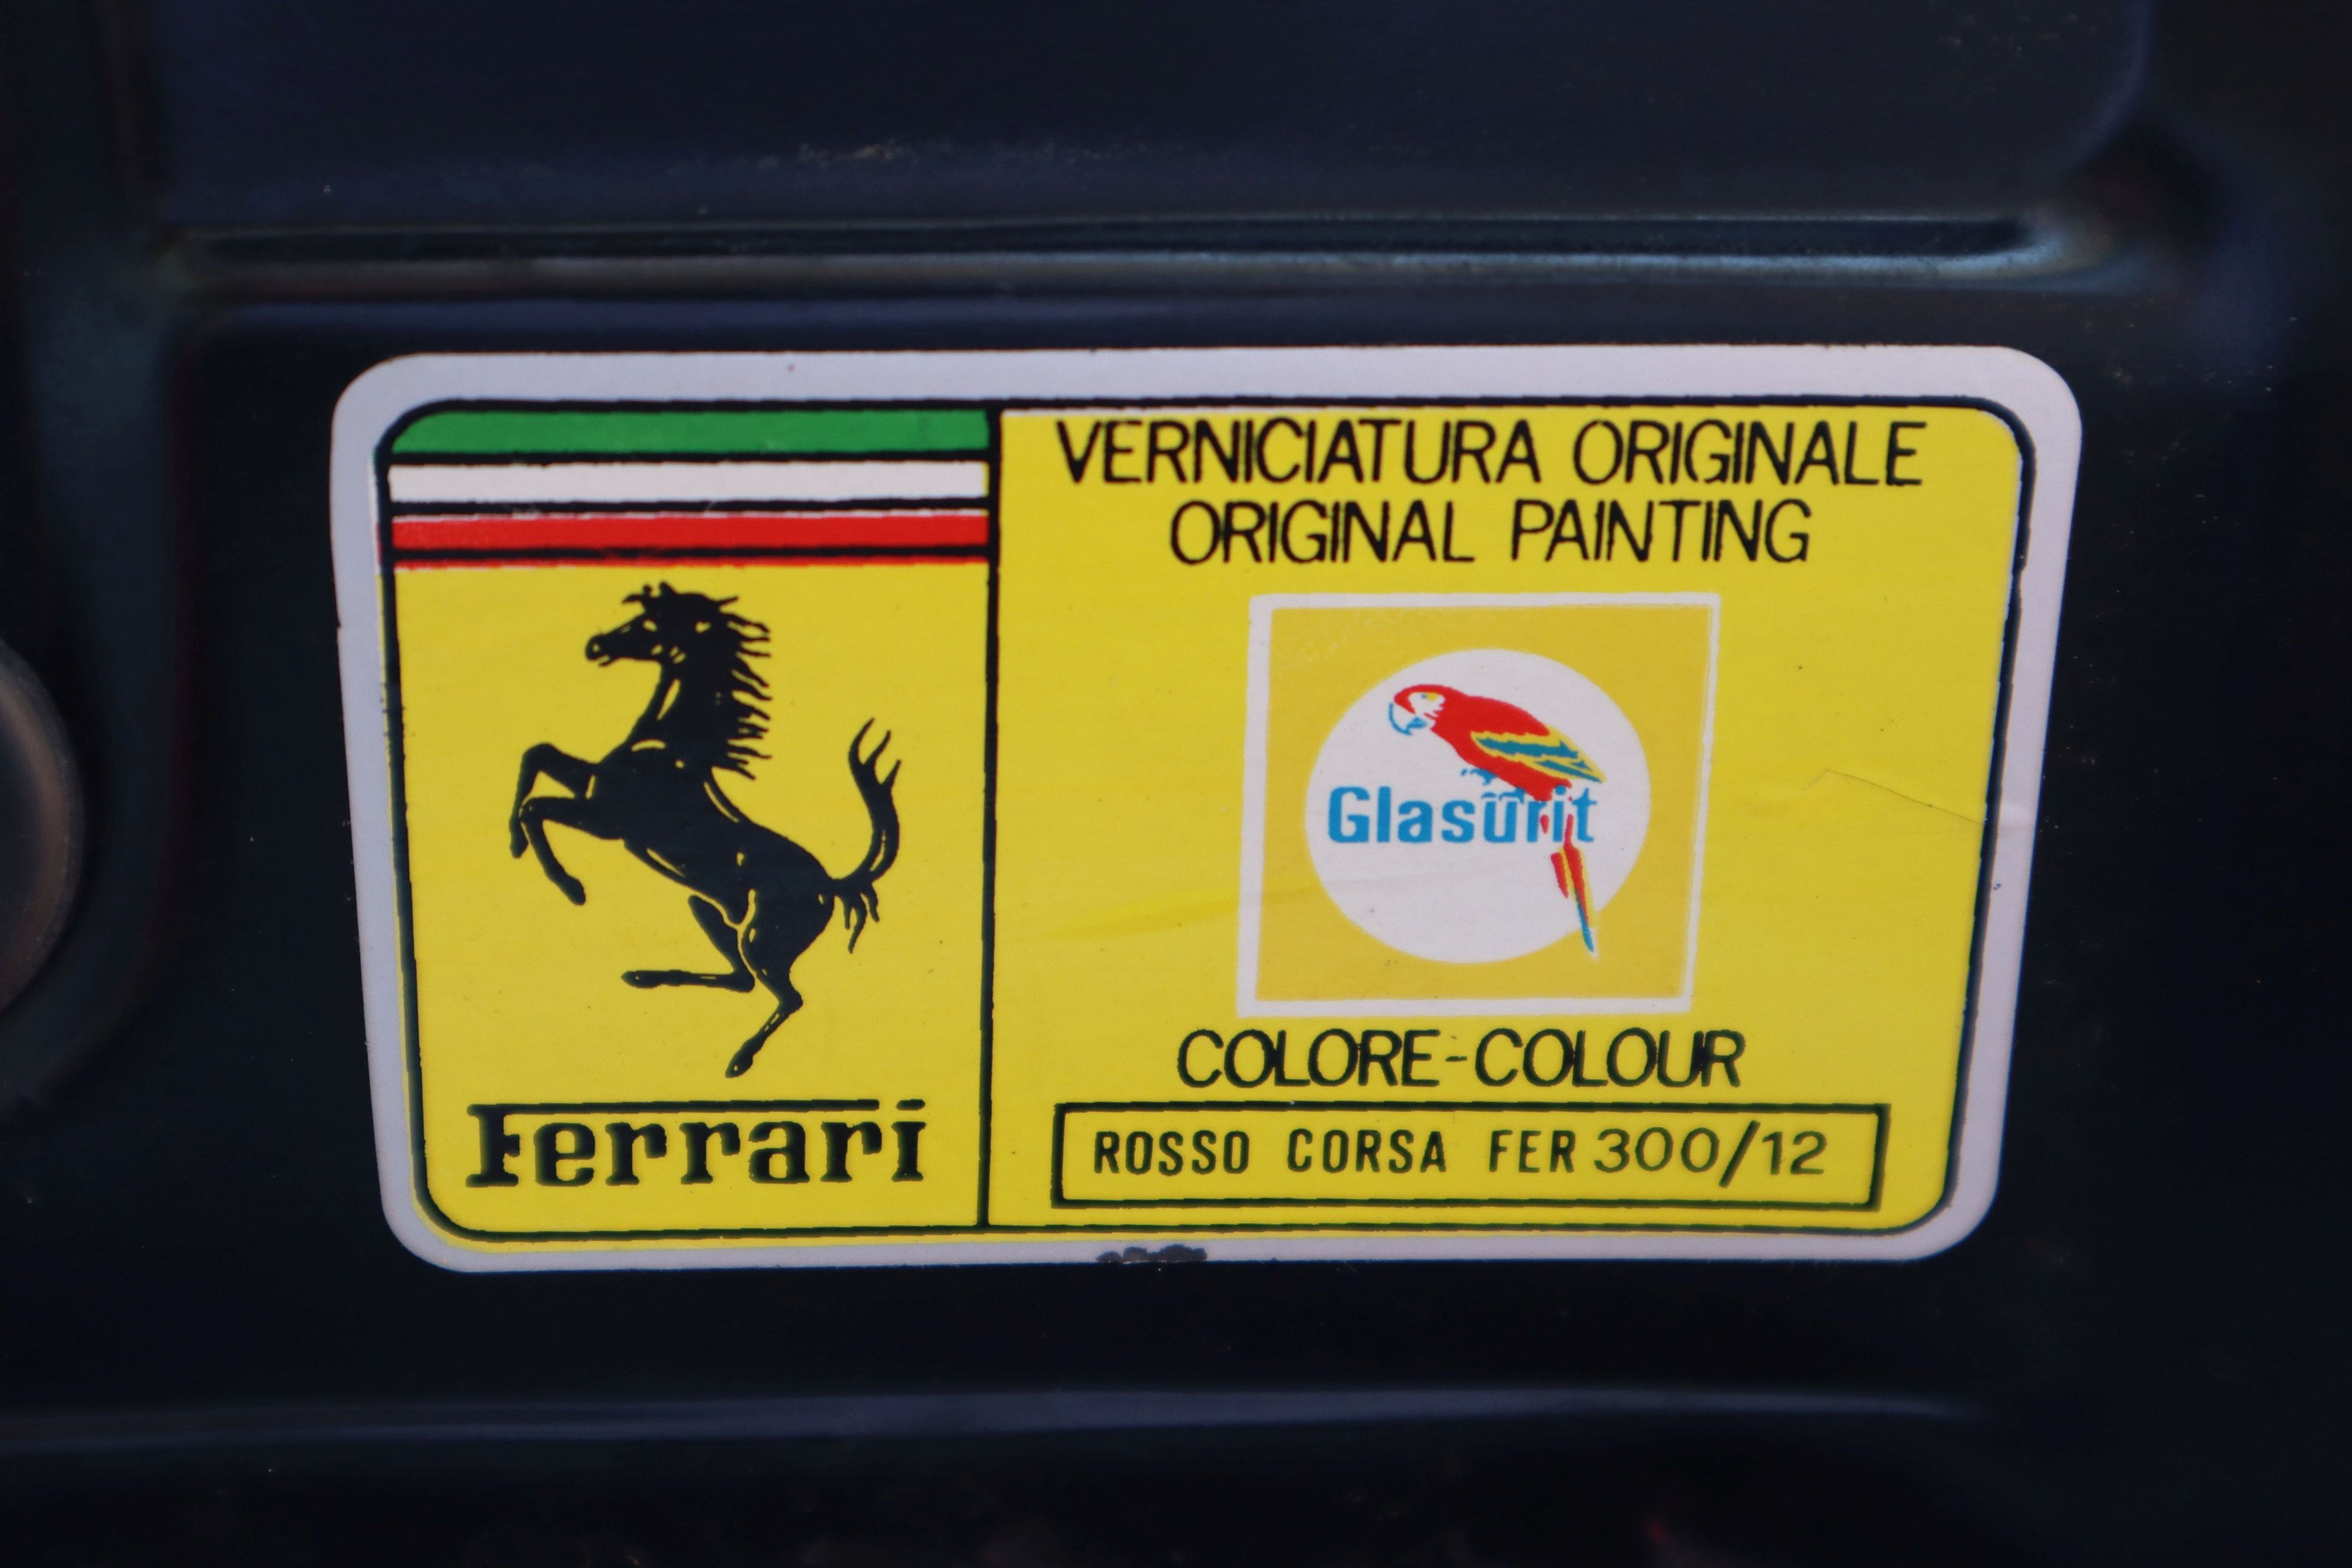 VERNICIATURA ORIGINALE
ORIGINAL PAINTING
Glasurit
COLORE-COLOUR
ROSSO CORSA FER 300/12
Ferrari